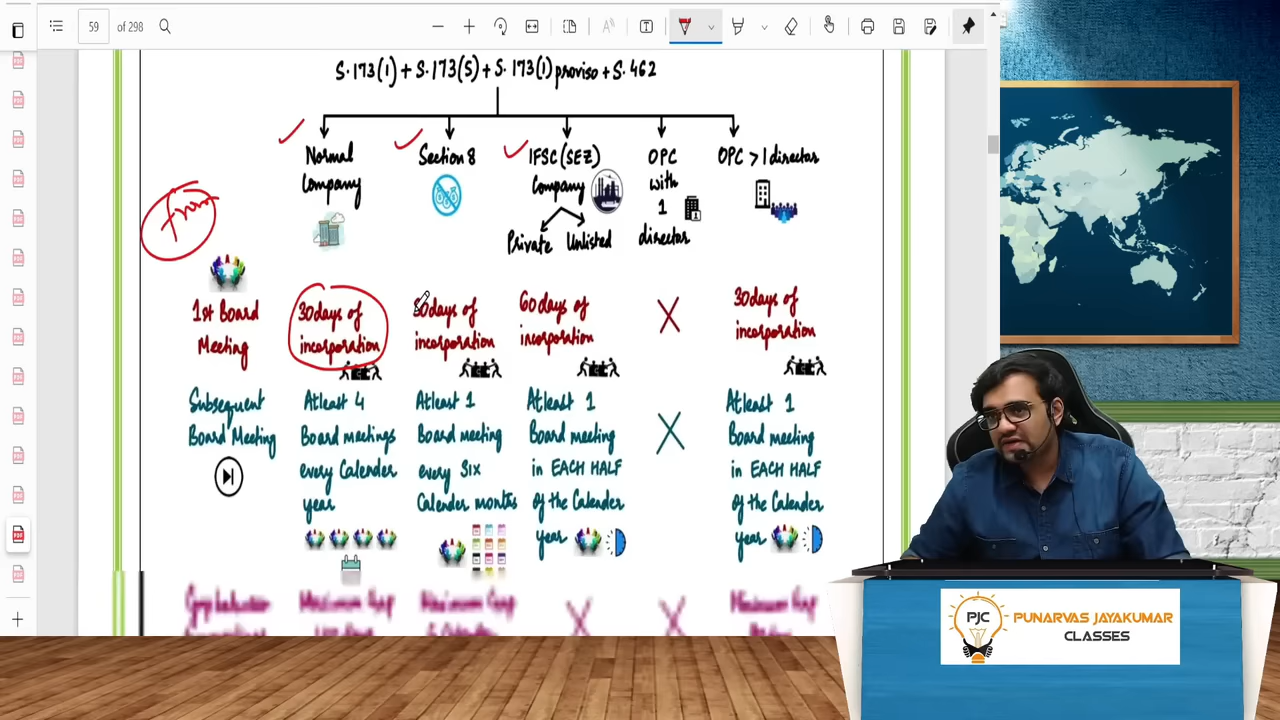 59 of 298
S.173(1) + S.173(5) + S.173(1) proviso + S.462
Normal
Company
Section 8
IFSC (SEZ)
Company
Private Unlisted
OPC
with
1
director
OPC > 1 director
from
1st Board
Meeting
30days of
incorporation
30days of
incorporation
60 days of
incorporation
X
30days of
incorporation
Subsequent
Board Meeting
Atleast 4
Board meetings
every Calender
year
Atleast 1
Board meeting
every Six
Calender months
Atleast 1
Board meeting
in EACH HALF
of the Calender
year
X
Atleast 1
Board meeting
in EACH HALF
of the Calender
year
X
X
PJC
PUNARVAS JAYAKUMAR
CLASSES